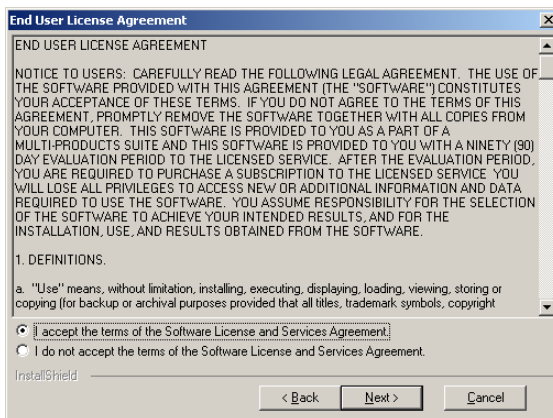 End User License Agreement
END USER LICENSE AGREEMENT
NOTICE TO USERS: CAREFULLY READ THE FOLLOWING LEGAL AGREEMENT. THE USE OF
THE SOFTWARE PROVIDED WITH THIS AGREEMENT (THE "SOFTWARE") CONSTITUTES
YOUR ACCEPTANCE OF THESE TERMS. IF YOU DO NOT AGREE TO THE TERMS OF THIS
AGREEMENT, PROMPTLY REMOVE THE SOFTWARE TOGETHER WITH ALL COPIES FROM
YOUR COMPUTER. THIS SOFTWARE IS PROVIDED TO YOU AS A PART OF A
MULTI-PRODUCTS SUITE AND THIS SOFTWARE IS PROVIDED TO YOU WITH A NINETY (90)
DAY EVALUATION PERIOD TO THE LICENSED SERVICE. AFTER THE EVALUATION PERIOD,
YOU ARE REQUIRED TO PURCHASE A SUBSCRIPTION TO THE LICENSED SERVICE YOU
WILL LOSE ALL PRIVILEGES TO ACCESS NEW OR ADDITIONAL INFORMATION AND DATA
REQUIRED TO USE THE SOFTWARE. YOU ASSUME RESPONSIBILITY FOR THE SELECTION
OF THE SOFTWARE TO ACHIEVE YOUR INTENDED RESULTS, AND FOR THE
INSTALLATION, USE, AND RESULTS OBTAINED FROM THE SOFTWARE.
1. DEFINITIONS.
a. "Use" means, without limitation, installing, executing, displaying, loading, viewing, storing or
copying (for backup or archival purposes provided that all titles, trademark symbols, copyright
I accept the terms of the Software License and Services Agreement.
I do not accept the terms of the Software License and Services Agreement.
InstallShield
< Back
Next >
Cancel